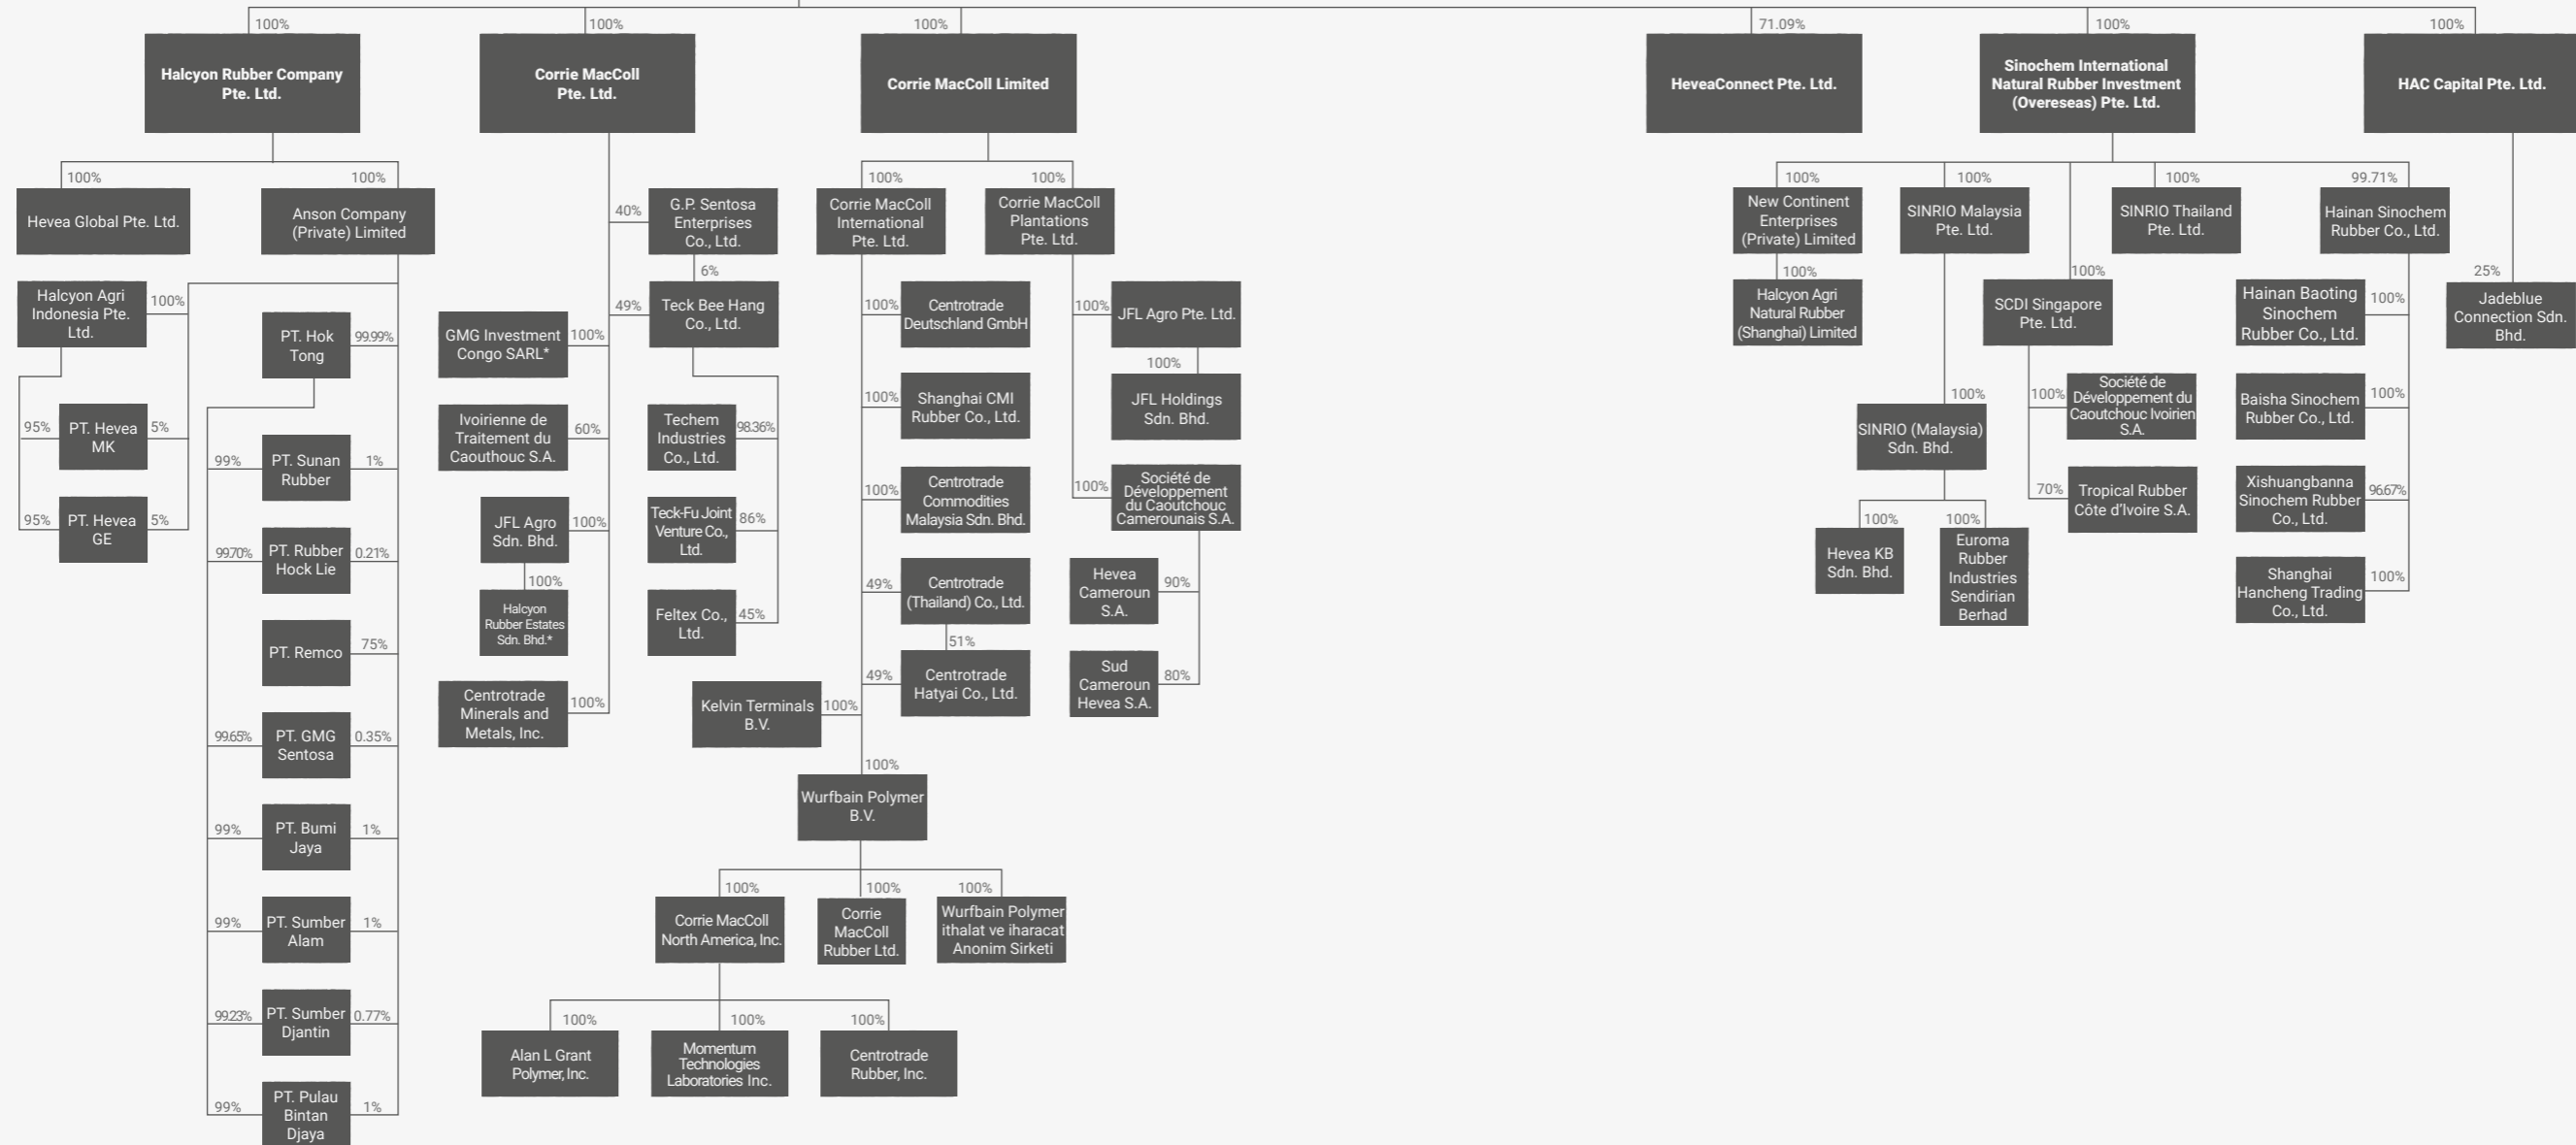 100%
100%
100%
71.09%
100%
100%
Halcyon Rubber Company
Pte. Ltd.
Corrie MacColl
Pte. Ltd.
Corrie MacColl Limited
HeveaConnect Pte. Ltd.
Sinochem International
Natural Rubber Investment
(Overeseas) Pte. Ltd.
HAC Capital Pte. Ltd.
100%
100%
Hevea Global Pte. Ltd.
Anson Company
(Private) Limited
Halcyon Agri
Indonesia Pte.
Ltd.
100%
95%
PT. Hevea
MK
5%
95%
PT. Hevea
GE
5%
PT. Hok
Tong
99.99%
99%
PT. Sunan
Rubber
1%
99.70%
PT. Rubber
Hock Lie
0.21%
PT. Remco
75%
99.65%
PT. GMG
Sentosa
0.35%
99%
PT. Bumi
Jaya
1%
99%
PT. Sumber
Alam
1%
99.23%
PT. Sumber
Djantin
0.77%
99%
PT. Pulau
Bintan
Djaya
1%
40%
G.P. Sentosa
Enterprises
Co., Ltd.
6%
49%
Teck Bee Hang
Co., Ltd.
GMG Investment
Congo SARL*
100%
Ivoirienne de
Traitement du
Caouthouc S.A.
60%
JFL Agro
Sdn. Bhd.
100%
100%
Halcyon
Rubber Estates
Sdn. Bhd.*
Centrotrade
Minerals and
Metals, Inc.
100%
Techem
Industries
Co., Ltd.
98.36%
Teck-Fu Joint
Venture Co.,
Ltd.
86%
Feltex Co.,
Ltd.
45%
100%
100%
Corrie MacColl
International
Pte. Ltd.
Corrie MacColl
Plantations
Pte. Ltd.
100%
Centrotrade
Deutschland GmbH
100%
Shanghai CMI
Rubber Co., Ltd.
100%
Centrotrade
Commodities
Malaysia Sdn. Bhd.
49%
Centrotrade
(Thailand) Co., Ltd.
51%
49%
Centrotrade
Hatyai Co., Ltd.
Kelvin Terminals
B.V.
100%
100%
Wurfbain Polymer
B.V.
100%
100%
100%
Corrie MacColl
North America, Inc.
Corrie
MacColl
Rubber Ltd.
Wurfbain Polymer
ithalat ve iharacat
Anonim Sirketi
100%
100%
100%
Alan L Grant
Polymer, Inc.
Momentum
Technologies
Laboratories Inc.
Centrotrade
Rubber, Inc.
100%
JFL Agro Pte. Ltd.
100%
JFL Holdings
Sdn. Bhd.
100%
Société de
Développement
du Caoutchouc
Camerounais S.A.
Hevea
Cameroun
S.A.
90%
Sud
Cameroun
Hevea S.A.
80%
100%
100%
100%
99.71%
New Continent
Enterprises
(Private) Limited
SINRIO Malaysia
Pte. Ltd.
SINRIO Thailand
Pte. Ltd.
Hainan Sinochem
Rubber Co., Ltd.
100%
Halcyon Agri
Natural Rubber
(Shanghai) Limited
100%
SCDI Singapore
Pte. Ltd.
100%
SINRIO (Malaysia)
Sdn. Bhd.
100%
100%
Hevea KB
Sdn. Bhd.
Euroma
Rubber
Industries
Sendirian
Berhad
100%
Société de
Développement du
Caoutchouc Ivoirien
S.A.
70%
Tropical Rubber
Côte d'Ivoire S.A.
Hainan Baoting
Sinochem
Rubber Co., Ltd.
100%
Baisha Sinochem
Rubber Co., Ltd.
100%
Xishuangbanna
Sinochem Rubber
Co., Ltd.
96.67%
Shanghai
Hancheng Trading
Co., Ltd.
100%
25%
Jadeblue
Connection Sdn.
Bhd.